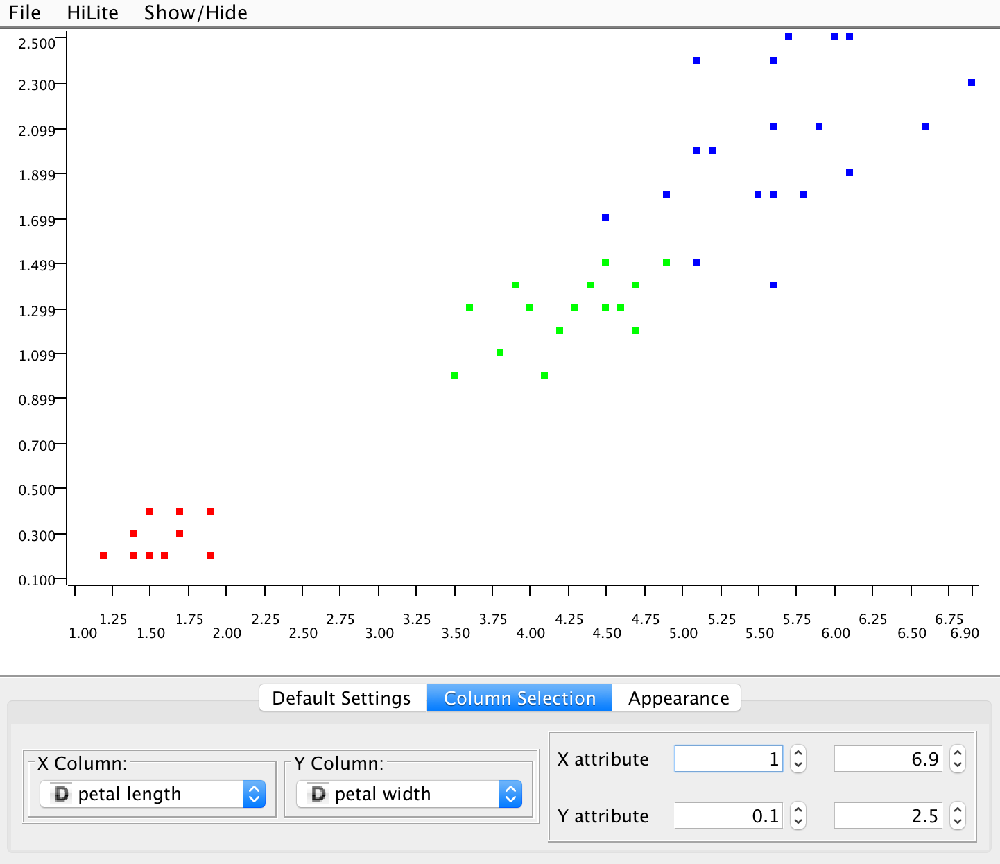 File HiLite Show/Hide
2.500
2.300
2.099
1.899
1.699
1.499
1.299
1.099
0.899
0.700
0.500
0.300
0.100
1.25 1.75 2.25 2.75 3.25 3.75 4.25 4.75 5.25 5.75 6.25 6.75
1.00 1.50 2.00 2.50 3.00 3.50 4.00 4.50 5.00 5.50 6.00 6.50 6.90
Default Settings Column Selection Appearance
X Column: Y Column:
D petal length D petal width
X attribute 1 6.9
Y attribute 0.1 2.5